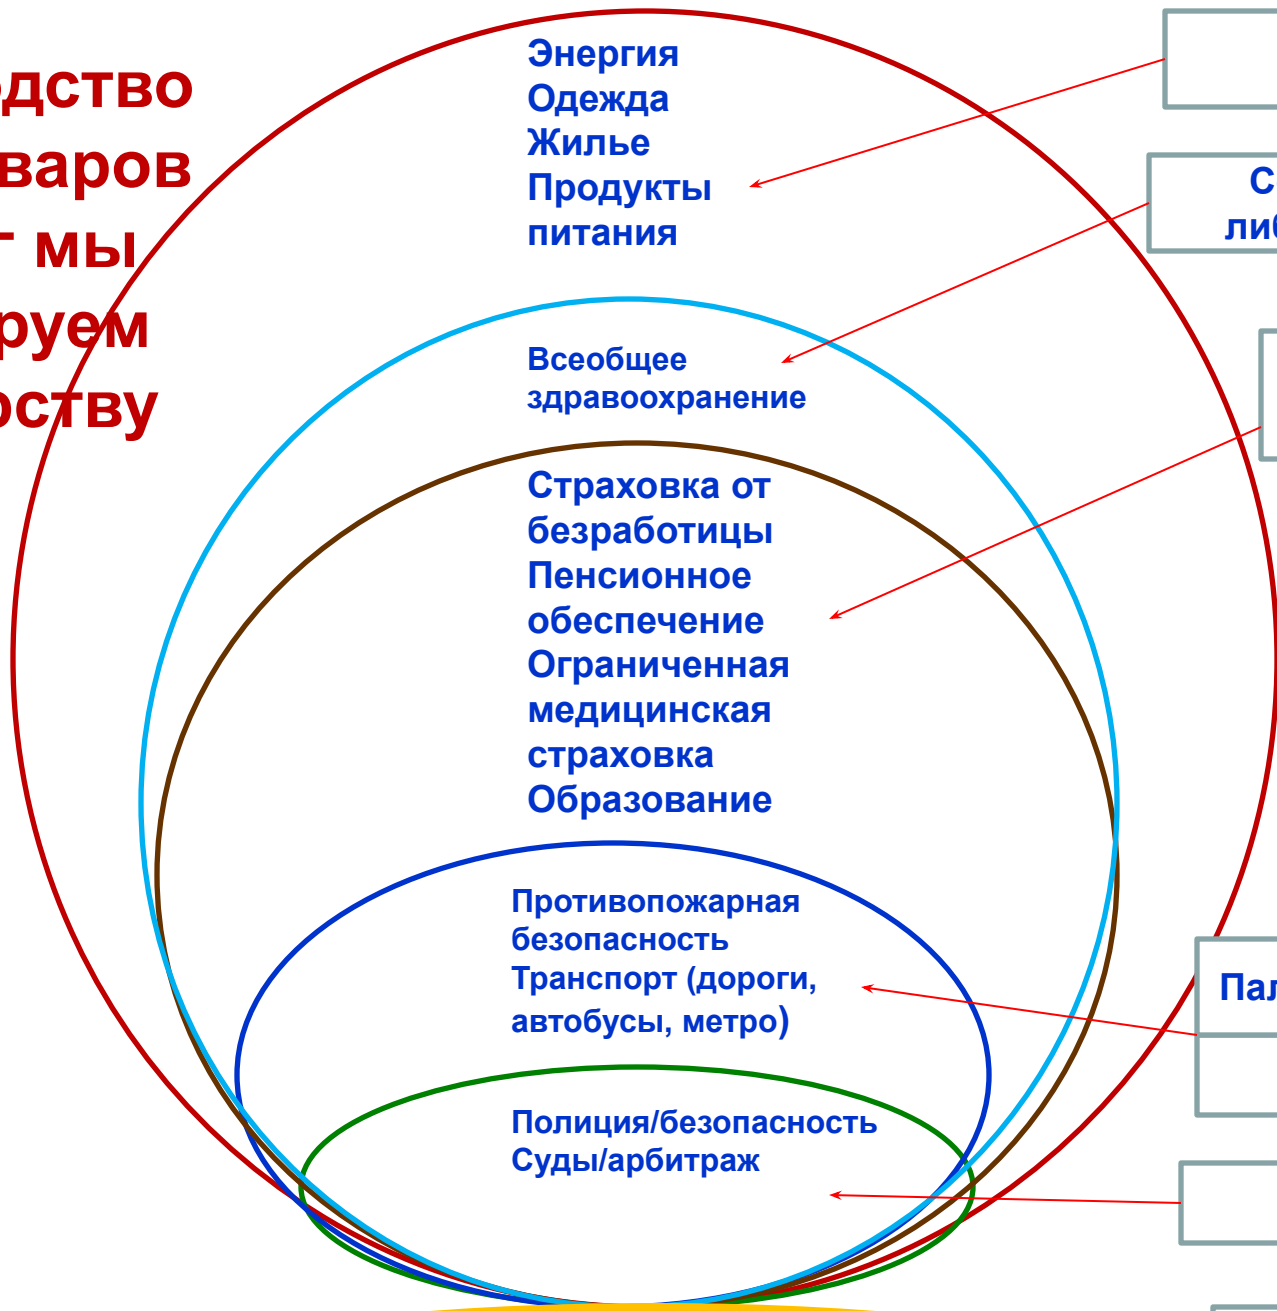 дство
варов
мы
руем
рству
Энергия
Одежда
Жилье
Продукты
питания
С
либ
Всеобщее
здравоохранение
Страховка от
безработицы
Пенсионное
обеспечение
Ограниченная
медицинская
страховка
Образование
Противопожарная
безопасность
Транспорт (дороги,
автобусы, метро)
Пал
Полиция/безопасность
Суды/арбитраж